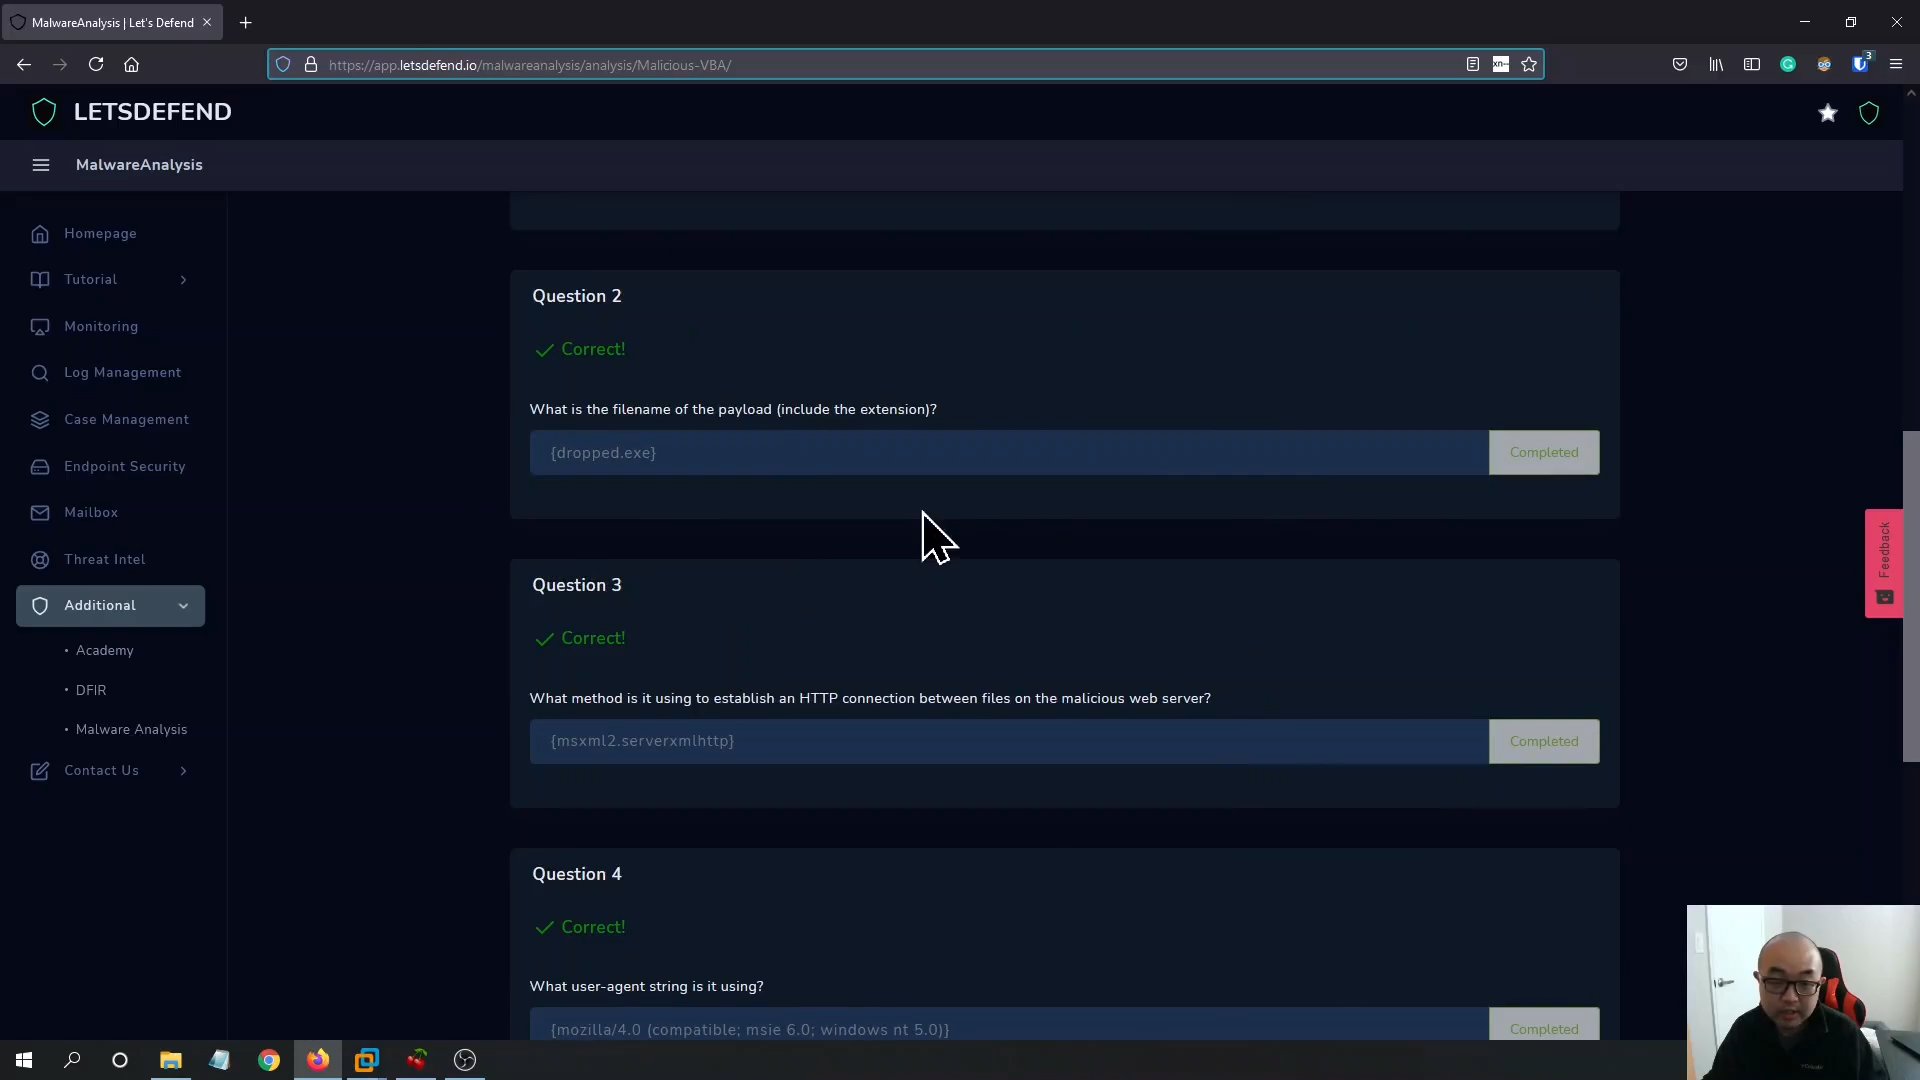 MalwareAnalysis | Let's Defend
https://app.letsdefend.io/malwareanalysis/analysis/Malicious-VBA/
3
LETSDEFEND
MalwareAnalysis
Homepage
Tutorial
Monitoring
Log Management
Case Management
Endpoint Security
Mailbox
Threat Intel
Additional
Academy
DFIR
Malware Analysis
Contact Us
Question 2
Correct!
What is the filename of the payload (include the extension)?
{dropped.exe}
Completed
Question 3
Correct!
What method is it using to establish an HTTP connection between files on the malicious web server?
{msxml2.serverxmlhttp}
Completed
Question 4
Correct!
What user-agent string is it using?
{mozilla/4.0 (compatible; msie 6.0; windows nt 5.0)}
Completed
Feedback